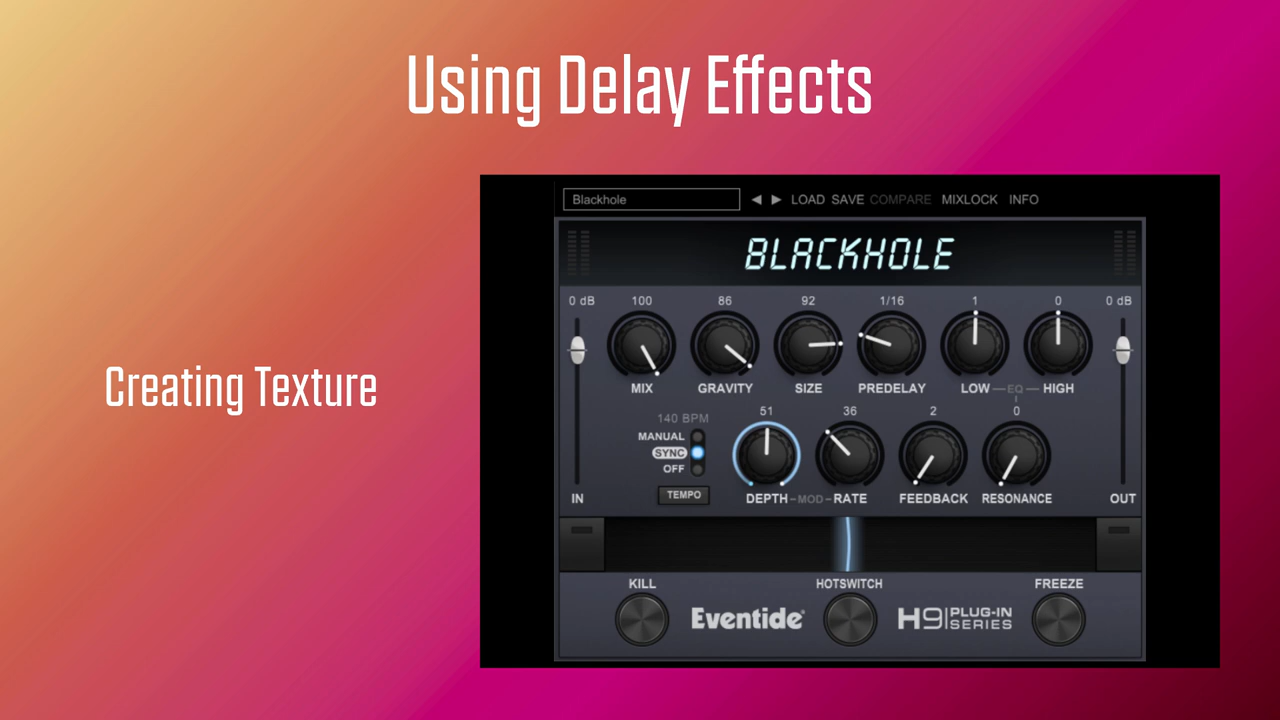 Using Delay Effects
Creating Texture
Blackhole ◀ ▶ LOAD SAVE COMPARE MIXLOCK INFO
BLACKHOLE
0 dB 100 86 92 1/16 1 0 0 dB
MIX GRAVITY SIZE PREDELAY LOW EQ HIGH
140 BPM 51 36 2 0
MANUAL
SYNC
OFF
TEMPO
IN DEPTH MOD RATE FEEDBACK RESONANCE OUT
KILL HOTSWITCH FREEZE
Eventide® H9 PLUG-IN SERIES